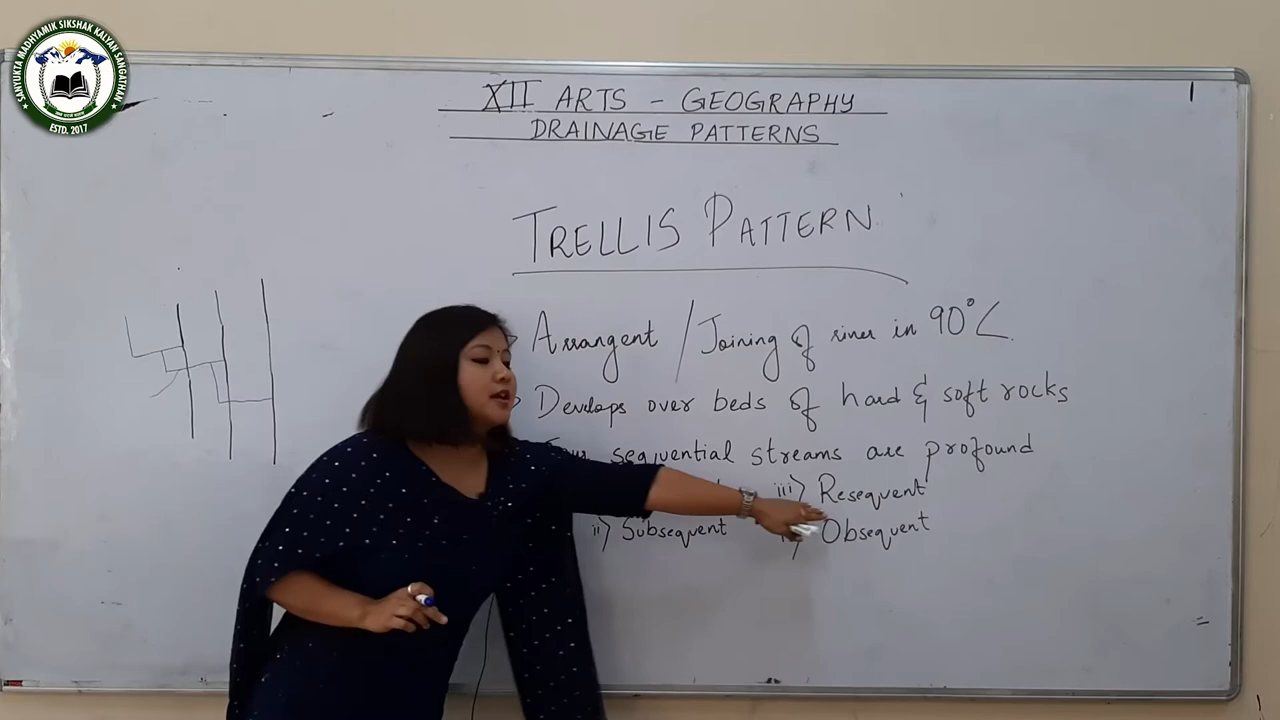 SANYUKTA MADHYAMIK SIKSHAK KALYAN SANGATHAN
ESTD. 2017
XII ARTS - GEOGRAPHY
DRAINAGE PATTERNS
TRELLIS PATTERN
Arrangent / Joining of river in 90°
Develops over beds of hard & soft rocks
sequential streams are profound
iii) Resequent
ii) Subsequent
Obsequent